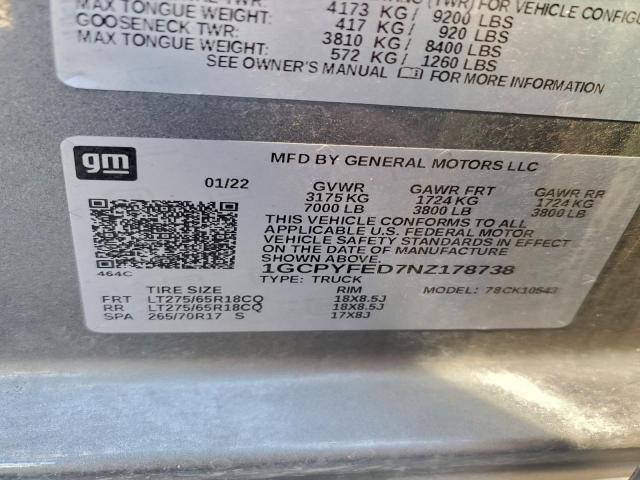 (TWR) FOR VEHICLE CONFIGU
MAX TONGUE WEIGHT: 4173 KG / 9200 LBS
GOOSENECK TWR: 417 KG / 920 LBS
MAX TONGUE WEIGHT: 3810 KG / 8400 LBS
572 KG / 1260 LBS
SEE OWNER'S MANUAL FOR MORE INFORMATION
gm
MFD BY GENERAL MOTORS LLC
01/22 GVWR GAWR FRT GAWR RR
3175 KG 1724 KG 1724 KG
7000 LB 3800 LB 3800 LB
THIS VEHICLE CONFORMS TO ALL
APPLICABLE U.S. FEDERAL MOTOR
VEHICLE SAFETY STANDARDS IN EFFECT
ON THE DATE OF MANUFACTURE
SHOWN ABOVE.
464C
1GCPYFED7NZ178738
TYPE: TRUCK MODEL: 78CK10543
TIRE SIZE RIM
FRT LT275/65R18CQ 18X8.5J
RR LT275/65R18CQ 18X8.5J
SPA 265/70R17 S 17X8J